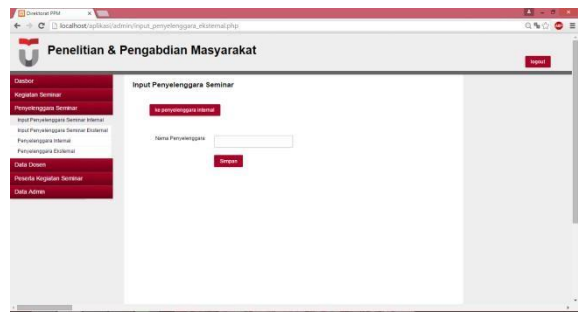 Direktorat PPM
localhost/aplikasi/admin/input_penyelenggara_eksternal.php
Penelitian & Pengabdian Masyarakat
logout
Dasbor
Kegiatan Seminar
Penyelenggara Seminar
Input Penyelenggara Seminar Internal
Input Penyelenggara Seminar Eksternal
Penyelenggara Internal
Penyelenggara Eksternal
Data Dosen
Peserta Kegiatan Seminar
Data Admin
Input Penyelenggara Seminar
ke penyelenggara internal
Nama Penyelenggara
Simpan